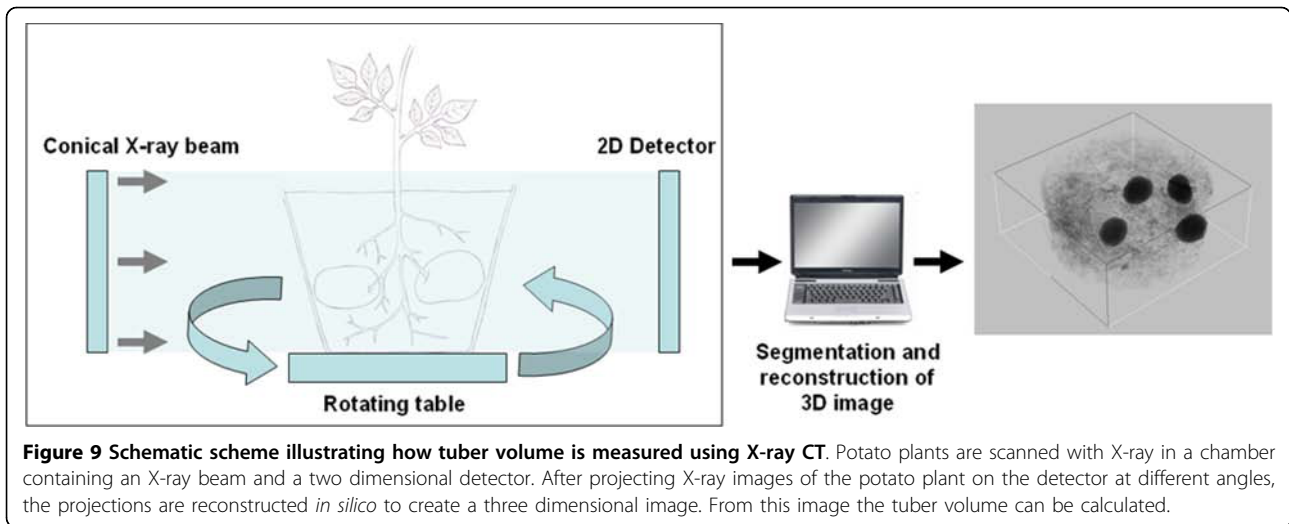 Conical X-ray beam
2D Detector
Rotating table
Segmentation and
reconstruction of
3D image
Figure 9 Schematic scheme illustrating how tuber volume is measured using X-ray CT. Potato plants are scanned with X-ray in a chamber
containing an X-ray beam and a two dimensional detector. After projecting X-ray images of the potato plant on the detector at different angles,
the projections are reconstructed in silico to create a three dimensional image. From this image the tuber volume can be calculated.